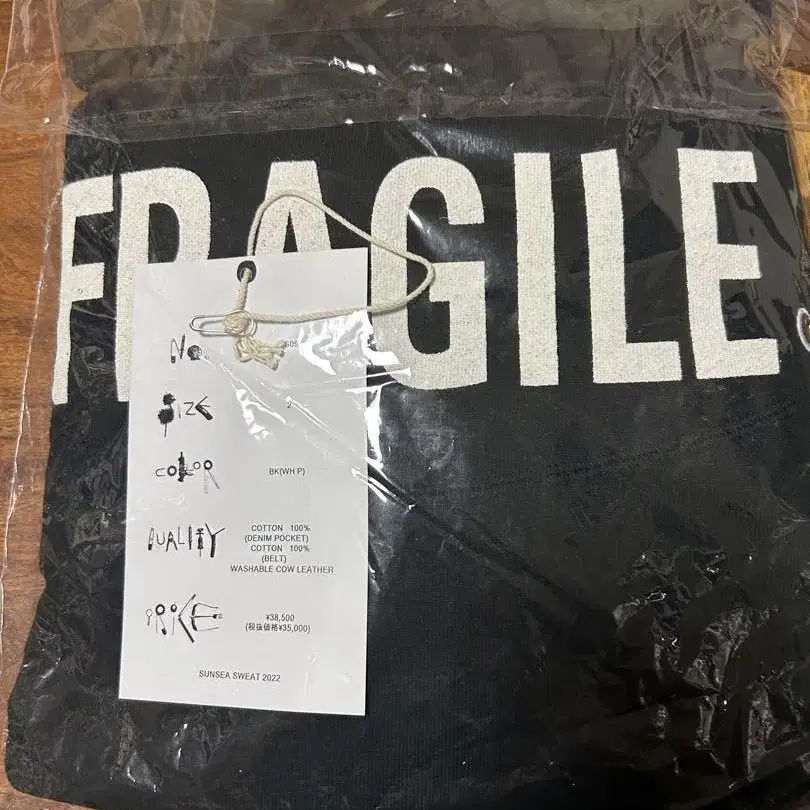 FRAGILE
No.
SIZE 2
COLOR BK(WH P)
QUALITY COTTON 100%
(DENIM POCKET)
COTTON 100%
(BELT)
WASHABLE COW LEATHER
PRICE ¥38,500
(税抜価格¥35,000)
SUNSEA SWEAT 2022